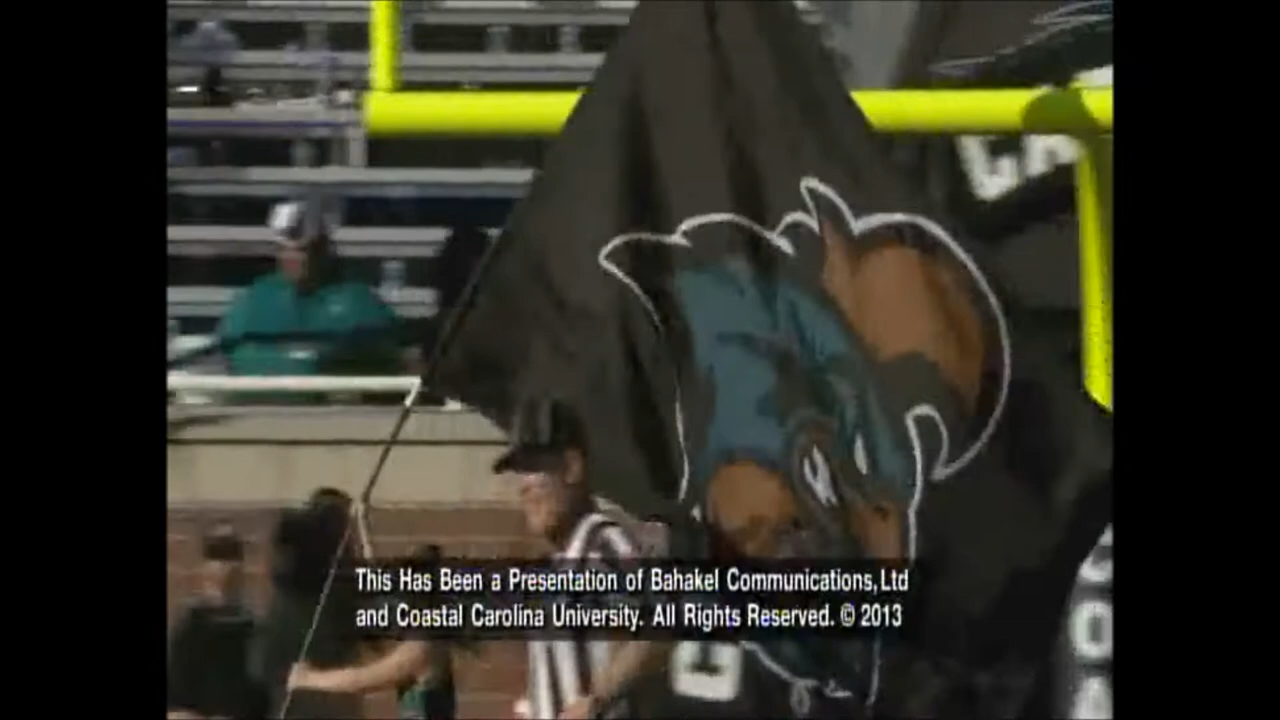 This Has Been a Presentation of Bahakel Communications, Ltd
and Coastal Carolina University. All Rights Reserved. © 2013